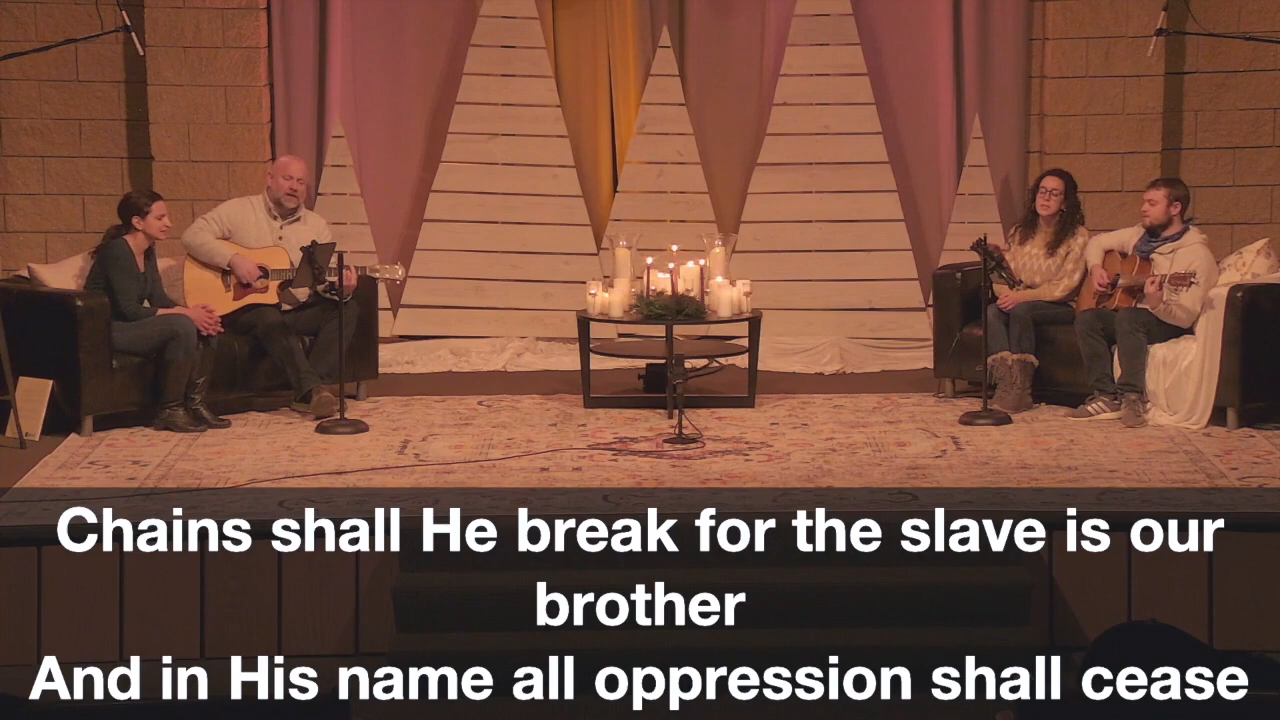 Chains shall He break for the slave is our
brother
And in His name all oppression shall cease